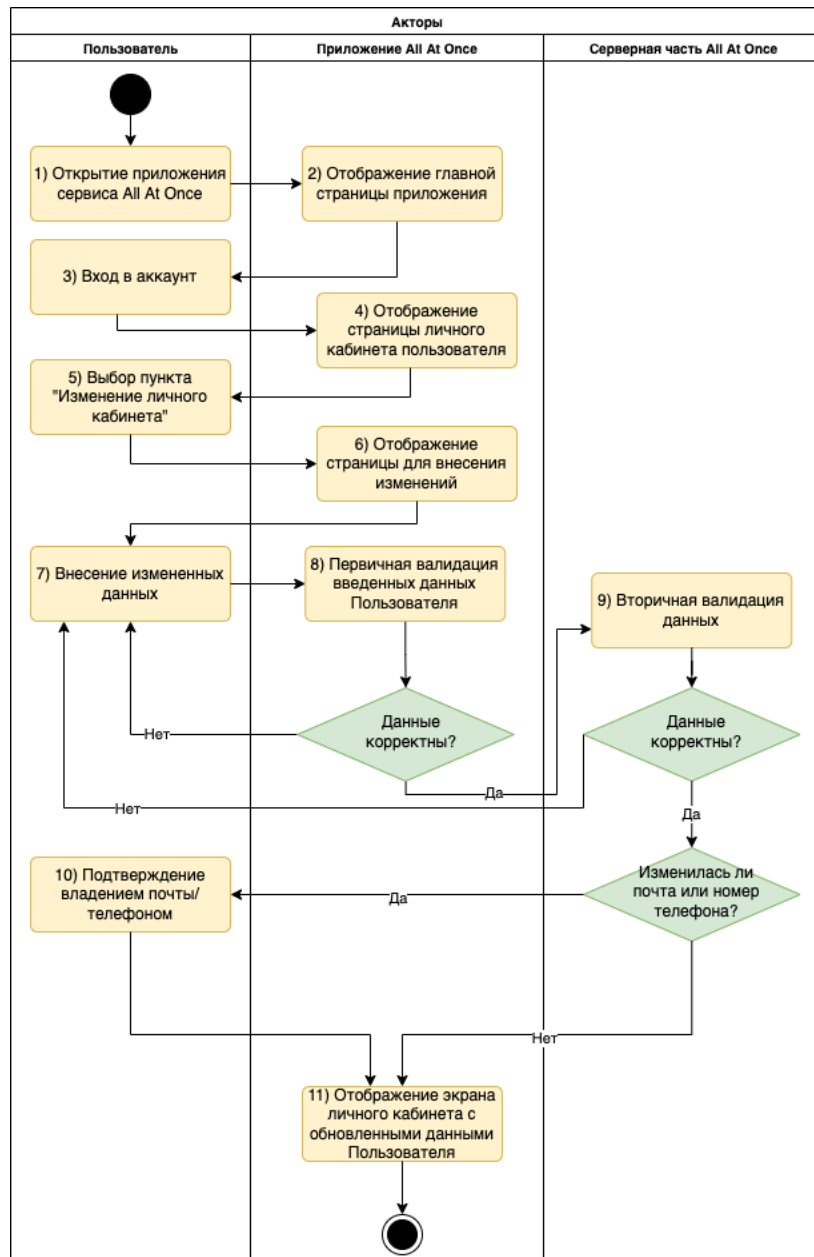 Акторы
Пользователь
Приложение All At Once
Серверная часть All At Once
1) Открытие приложения
сервиса All At Once
2) Отображение главной
страницы приложения
3) Вход в аккаунт
4) Отображение
страницы личного
кабинета пользователя
5) Выбор пункта
"Изменение личного
кабинета"
6) Отображение
страницы для внесения
изменений
7) Внесение измененных
данных
8) Первичная валидация
введенных данных
Пользователя
9) Вторичная валидация
данных
Данные
корректны?
Нет
Да
Данные
корректны?
Нет
Да
Изменилась ли
почта или номер
телефона?
Да
10) Подтверждение
владением почты/
телефоном
Нет
11) Отображение экрана
личного кабинета с
обновленными данными
Пользователя